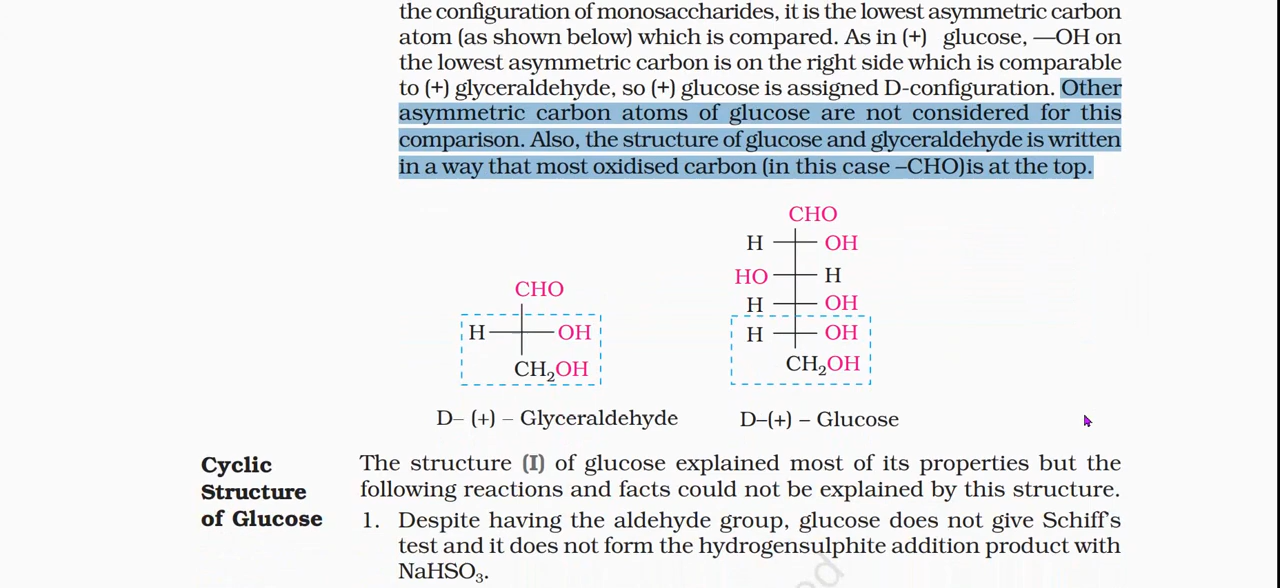 the configuration of monosaccharides, it is the lowest asymmetric carbon
atom (as shown below) which is compared. As in (+) glucose, —OH on
the lowest asymmetric carbon is on the right side which is comparable
to (+) glyceraldehyde, so (+) glucose is assigned D-configuration. Other
asymmetric carbon atoms of glucose are not considered for this
comparison. Also, the structure of glucose and glyceraldehyde is written
in a way that most oxidised carbon (in this case –CHO)is at the top.
CHO
H OH
CH₂OH
D– (+) – Glyceraldehyde
CHO
H OH
HO H
H OH
H OH
CH₂OH
D–(+) – Glucose
Cyclic
Structure
of Glucose
The structure (I) of glucose explained most of its properties but the
following reactions and facts could not be explained by this structure.
1. Despite having the aldehyde group, glucose does not give Schiff's
test and it does not form the hydrogensulphite addition product with
NaHSO₃.